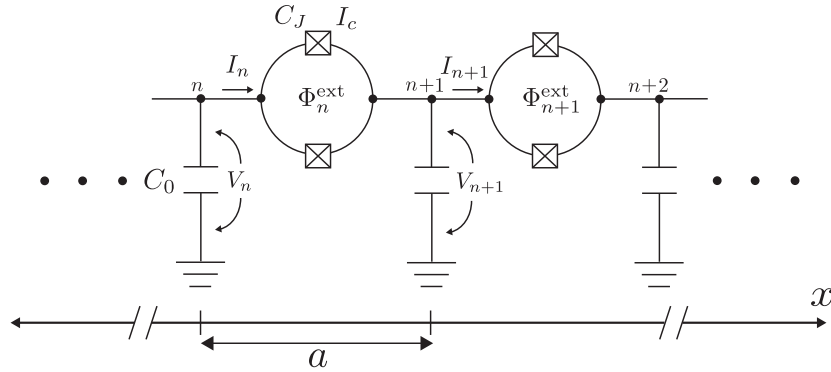 C_J I_c
I_n I_{n+1}
n n+1 n+2
Φ_n^{ext} Φ_{n+1}^{ext}
C_0 V_n V_{n+1}
x
a